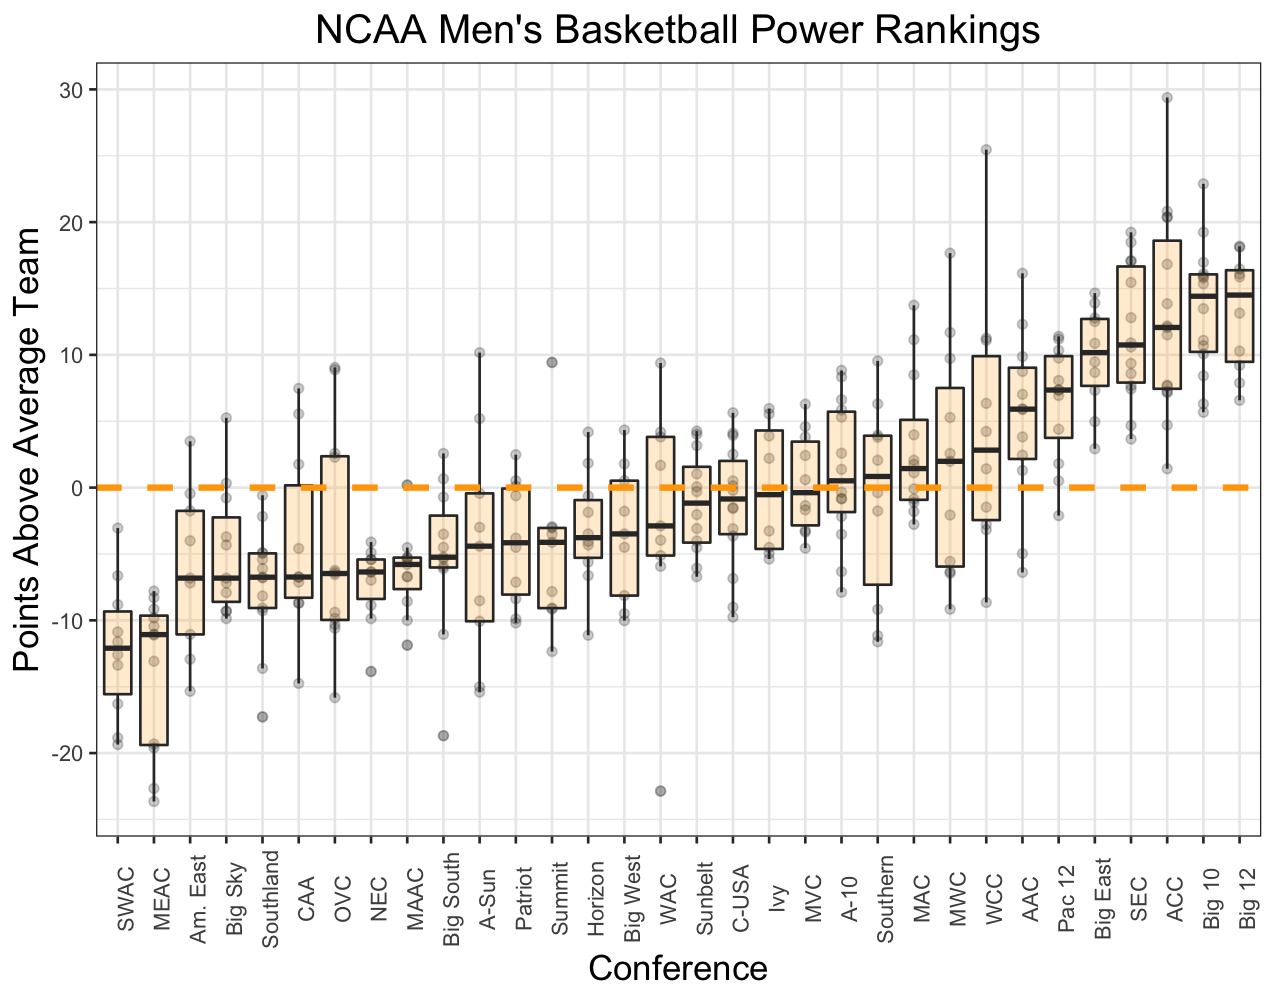 NCAA Men's Basketball Power Rankings
Points Above Average Team
30
20
10
0
-10
-20
SWAC
MEAC
Am. East
Big Sky
Southland
CAA
OVC
NEC
MAAC
Big South
A-Sun
Patriot
Summit
Horizon
Big West
WAC
Sunbelt
C-USA
Ivy
MVC
A-10
Southern
MAC
MWC
WCC
AAC
Pac 12
Big East
SEC
ACC
Big 10
Big 12
Conference